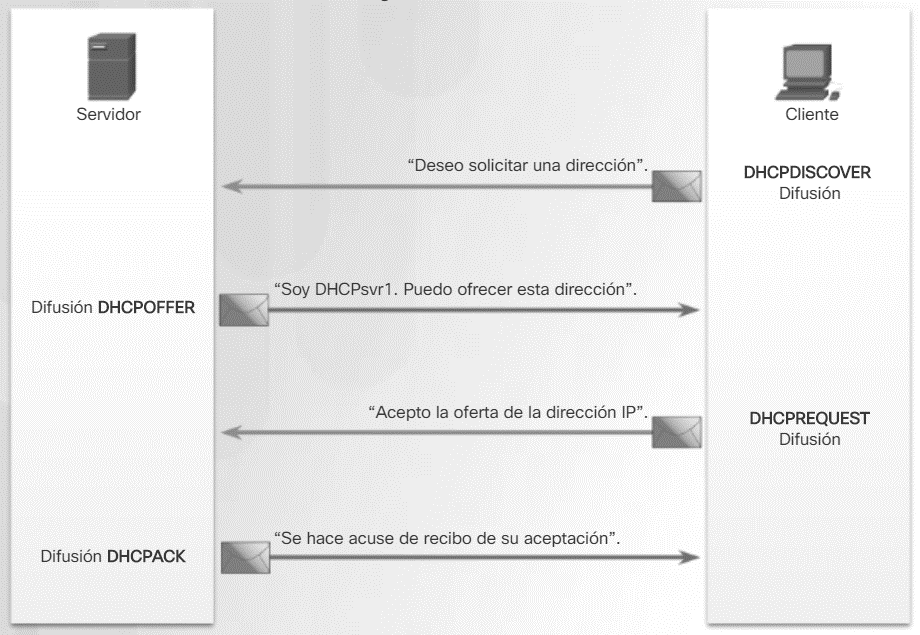 Servidor
Cliente
“Deseo solicitar una dirección”.
DHCPDISCOVER
Difusión
“Soy DHCPsvr1. Puedo ofrecer esta dirección”.
Difusión DHCPOFFER
“Acepto la oferta de la dirección IP”.
DHCPREQUEST
Difusión
“Se hace acuse de recibo de su aceptación”.
Difusión DHCPACK